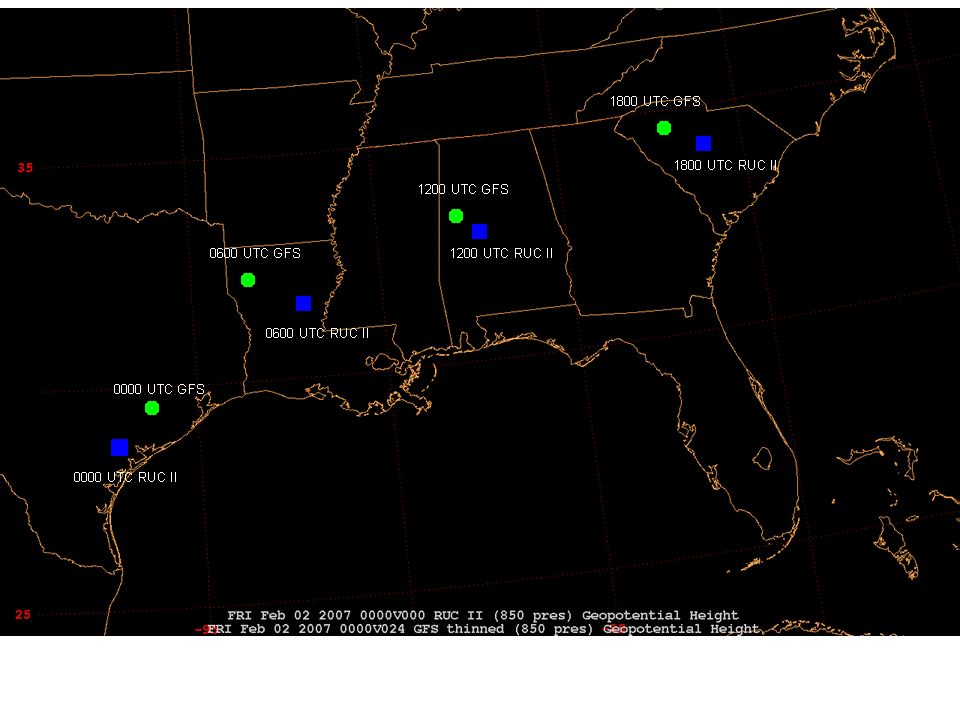 1800 UTC GFS
1800 UTC RUC II
35
1200 UTC GFS
1200 UTC RUC II
0600 UTC GFS
0600 UTC RUC II
0000 UTC GFS
0000 UTC RUC II
25
FRI Feb 02 2007 0000V000 RUC II (850 pres) Geopotential Height
FRI Feb 02 2007 0000V024 GFS thinned (850 pres) Geopotential Height